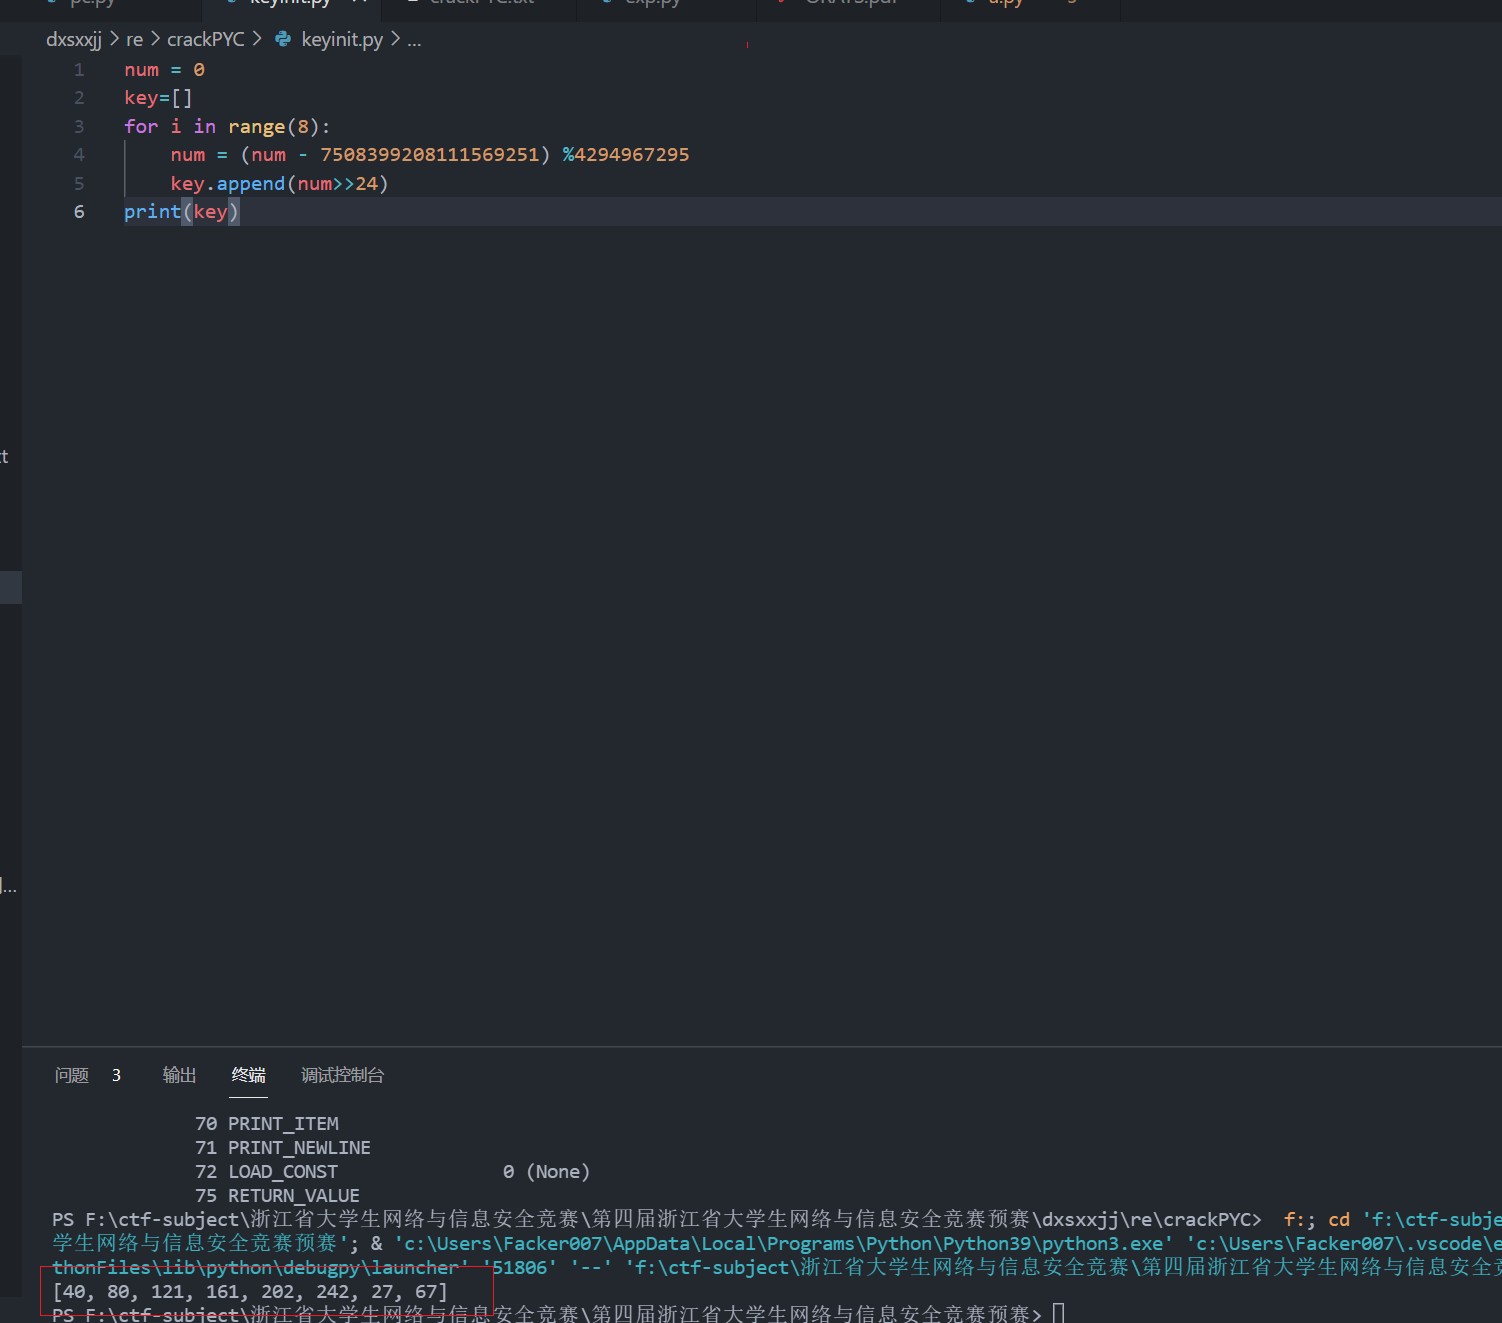 pc.py keyinit.py crackPYC.txt exp.py a.py
dxsxxjj > re > crackPYC > keyinit.py > ...
1 num = 0
2 key=[]
3 for i in range(8):
4 num = (num - 7508399208111569251) %4294967295
5 key.append(num>>24)
6 print(key)
问题 3 输出 终端 调试控制台
70 PRINT_ITEM
71 PRINT_NEWLINE
72 LOAD_CONST 0 (None)
75 RETURN_VALUE
PS F:\ctf-subject\浙江省大学生网络与信息安全竞赛\第四届浙江省大学生网络与信息安全竞赛预赛\dxsxxjj\re\crackPYC> f:; cd 'f:\ctf-subje
学生网络与信息安全竞赛预赛'; & 'c:\Users\Facker007\AppData\Local\Programs\Python\Python39\python3.exe' 'c:\Users\Facker007\.vscode\e
thonFiles\lib\python\debugpy\launcher' '51806' '--' 'f:\ctf-subject\浙江省大学生网络与信息安全竞赛\第四届浙江省大学生网络与信息安全竞
[40, 80, 121, 161, 202, 242, 27, 67]
PS F:\ctf-subject\浙江省大学生网络与信息安全竞赛\第四届浙江省大学生网络与信息安全竞赛预赛>